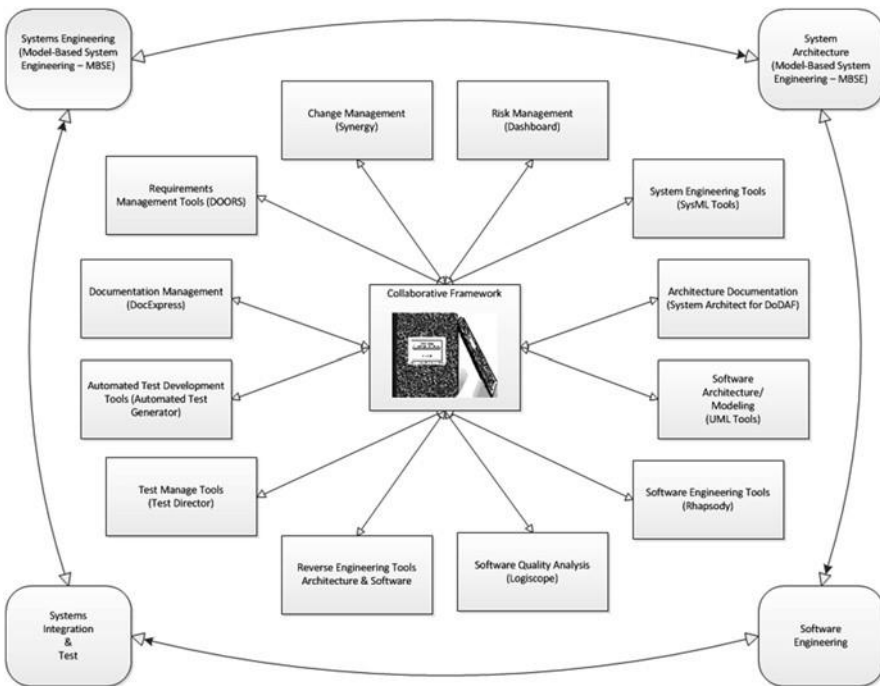 Systems Engineering
(Model-Based System
Engineering – MBSE)
System
Architecture
(Model-Based System
Engineering – MBSE)
Change Management
(Synergy)
Risk Management
(Dashboard)
Requirements
Management Tools (DOORS)
System Engineering Tools
(SysML Tools)
Documentation Management
(DocExpress)
Collaborative Framework
Architecture Documentation
(System Architect for DoDAF)
Automated Test Development
Tools (Automated Test
Generator)
Software
Architecture/
Modeling
(UML Tools)
Test Manage Tools
(Test Director)
Software Engineering Tools
(Rhapsody)
Reverse Engineering Tools
Architecture & Software
Software Quality Analysis
(Logiscope)
Systems
Integration
&
Test
Software
Engineering